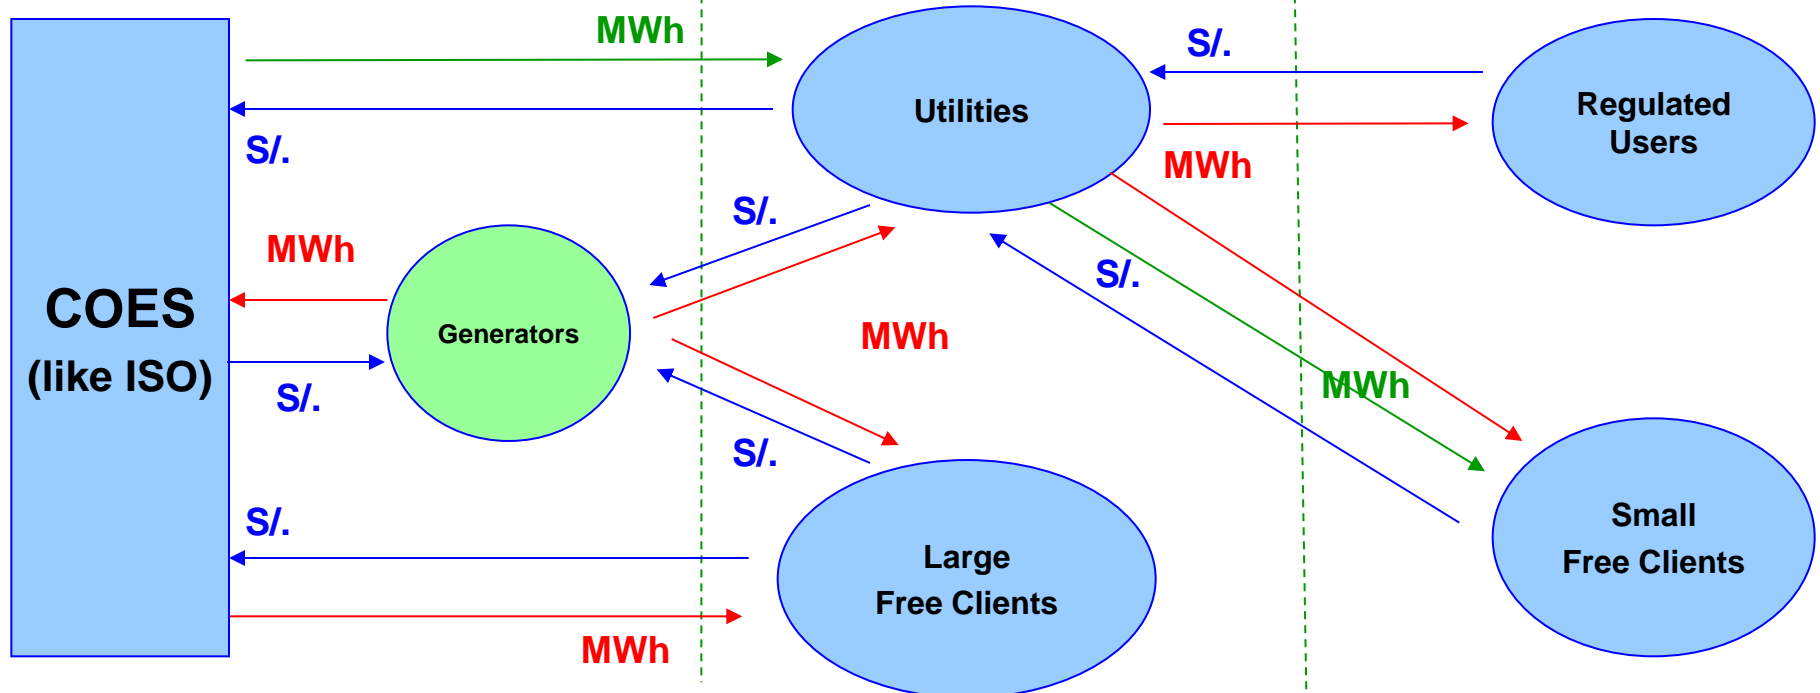 MWh
S/.
Utilities
S/.
MWh
Regulated
Users
COES
(like ISO)
MWh
S/.
Generators
S/.
MWh
S/.
S/.
MWh
S/.
MWh
Large
Free Clients
Small
Free Clients